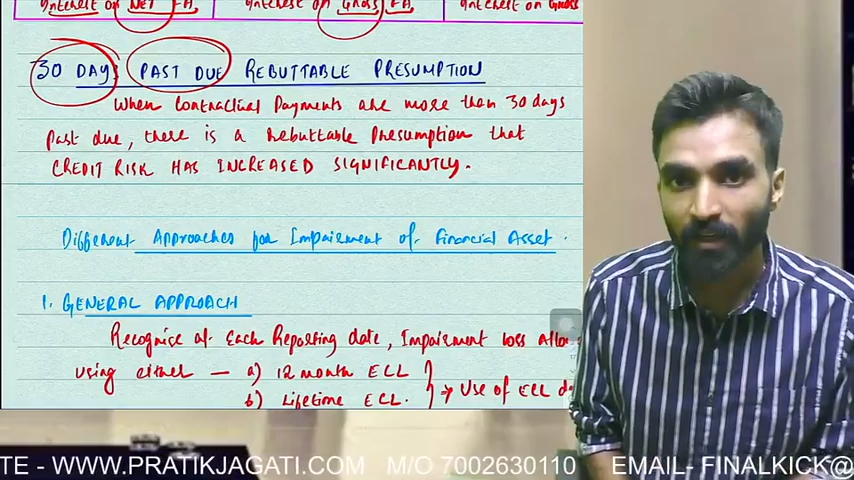 Interest on NET CA
Interest on GROSS CA
Interest on GROSS
30 DAYS PAST DUE REBUTTABLE PRESUMPTION
When Contractual Payments are more than 30 days
Past due, there is a Rebuttable Presumption that
CREDIT RISK HAS INCREASED SIGNIFICANTLY.
Different Approaches for Impairment of Financial Asset.
1. GENERAL APPROACH
Recognise at Each Reporting date, Impairment loss
using either — a) 12 month ECL
b) Lifetime ECL. → Use of ECL
TE - WWW.PRATIKJAGATI.COM M/O 7002630110 EMAIL- FINALKICK@